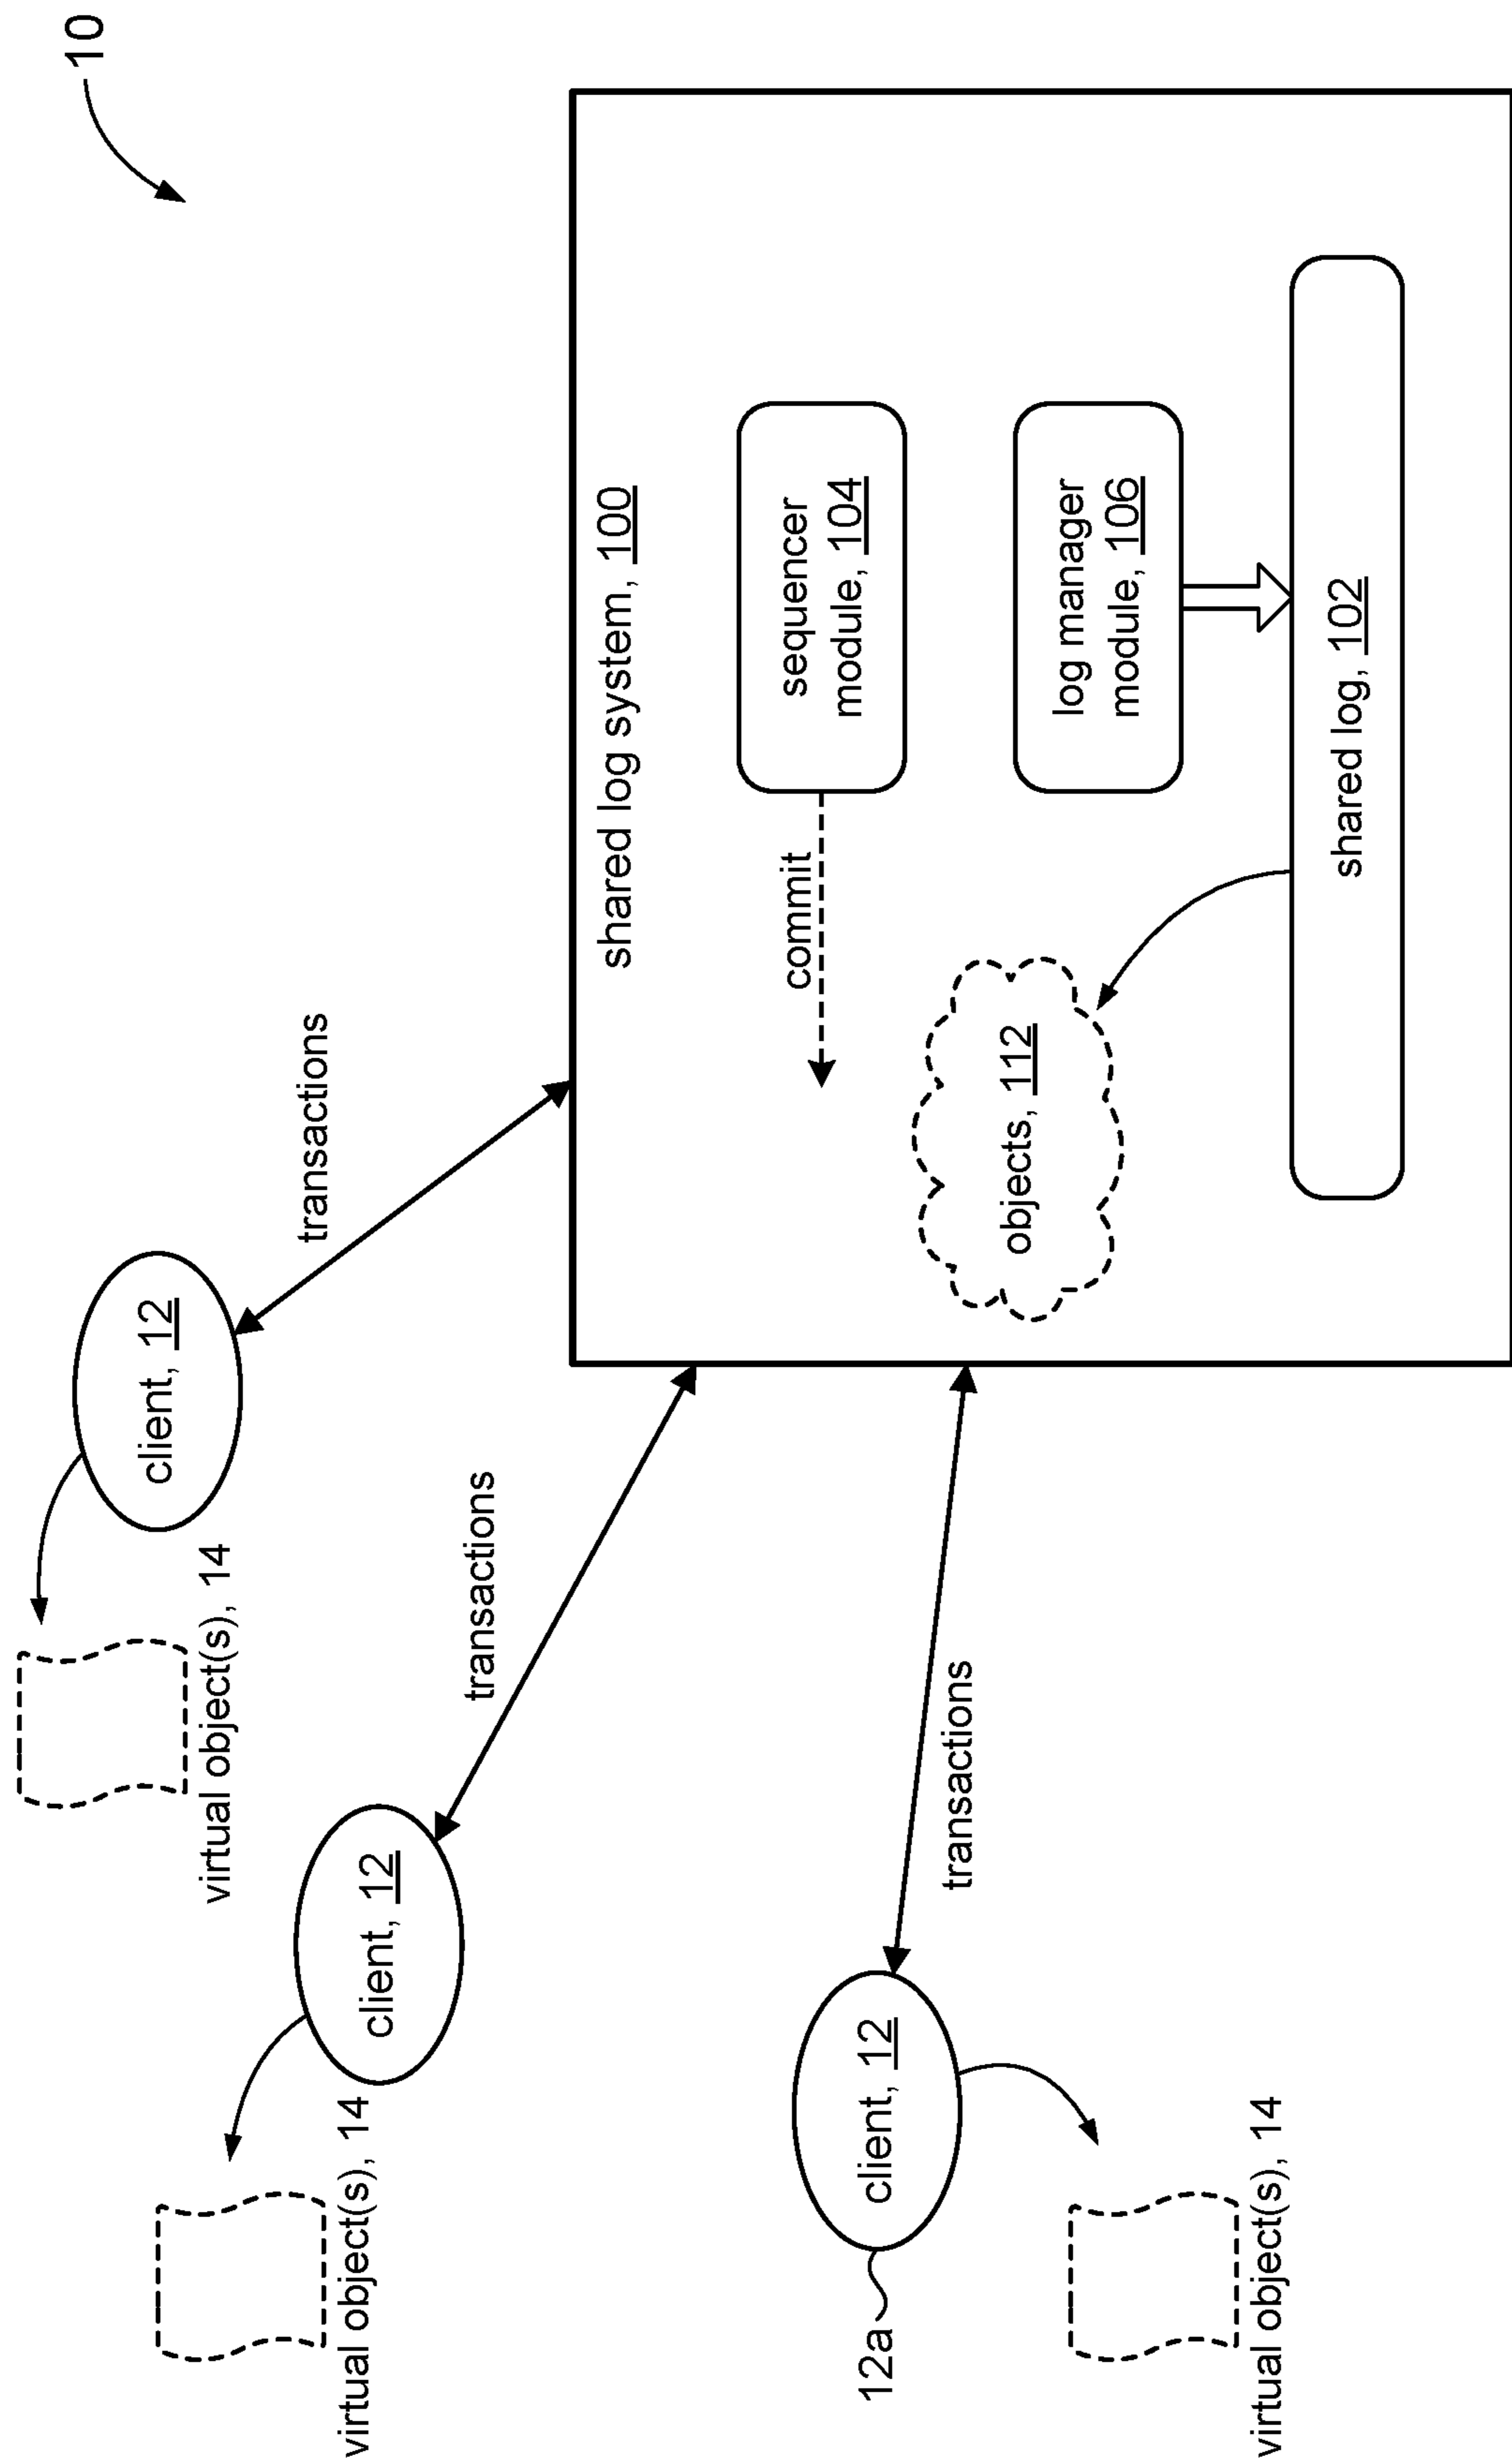 10
virtual object(s), 14
client, 12
transactions
virtual object(s), 14
client, 12
transactions
12a
client, 12
transactions
virtual object(s), 14
shared log system, 100
commit
sequencer
module, 104
objects, 112
log manager
module, 106
shared log, 102